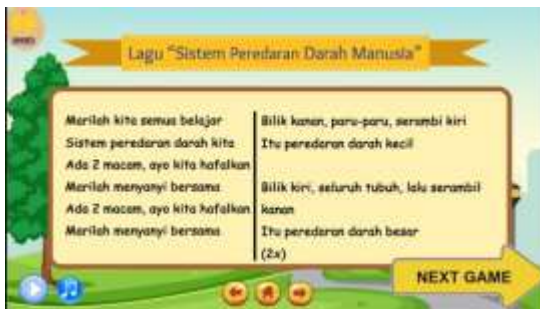 Lagu "Sistem Peredaran Darah Manusia"
Marilah kita semua belajar
Sistem peredaran darah kita
Ada 2 macam, ayo kita hafalkan
Marilah menyanyi bersama
Ada 2 macam, ayo kita hafalkan
Marilah menyanyi bersama
Bilik kanan, paru-paru, serambi kiri
Itu peredaran darah kecil
Bilik kiri, seluruh tubuh, lalu serambil
kanan
Itu peredaran darah besar
(2x)
NEXT GAME